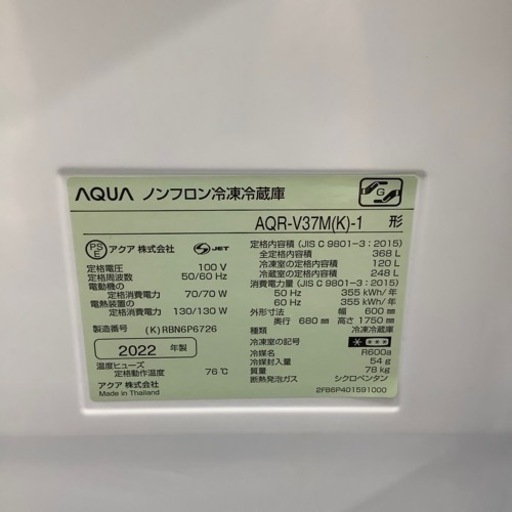 AQUA ノンフロン冷凍冷蔵庫
G
AQR-V37M(K)-1 形
PS E アクア 株式会社 S JET
定格電圧 100 V
定格周波数 50/60 Hz
電動機の
定格消費電力 70/70 W
電熱装置の
定格消費電力 130/130 W
製造番号 (K)RBN6P6726
2022 年製
温度ヒューズ
定格動作温度 76℃
アクア 株式会社
Made in Thailand
定格内容積 (JIS C 9801-3:2015)
全定格内容積 368 L
冷凍室の定格内容積 120 L
冷蔵室の定格内容積 248 L
消費電力量 (JIS C 9801-3:2015)
50 Hz 355 kWh/年
60 Hz 355 kWh/年
外形寸法 幅 600 mm
奥行 680 mm 高さ 1750 mm
種類 冷凍冷蔵庫
冷凍室の記号 ****
冷媒名 R600a
冷媒封入量 54 g
質量 78 kg
断熱発泡ガス シクロペンタン
2FB6P401591000